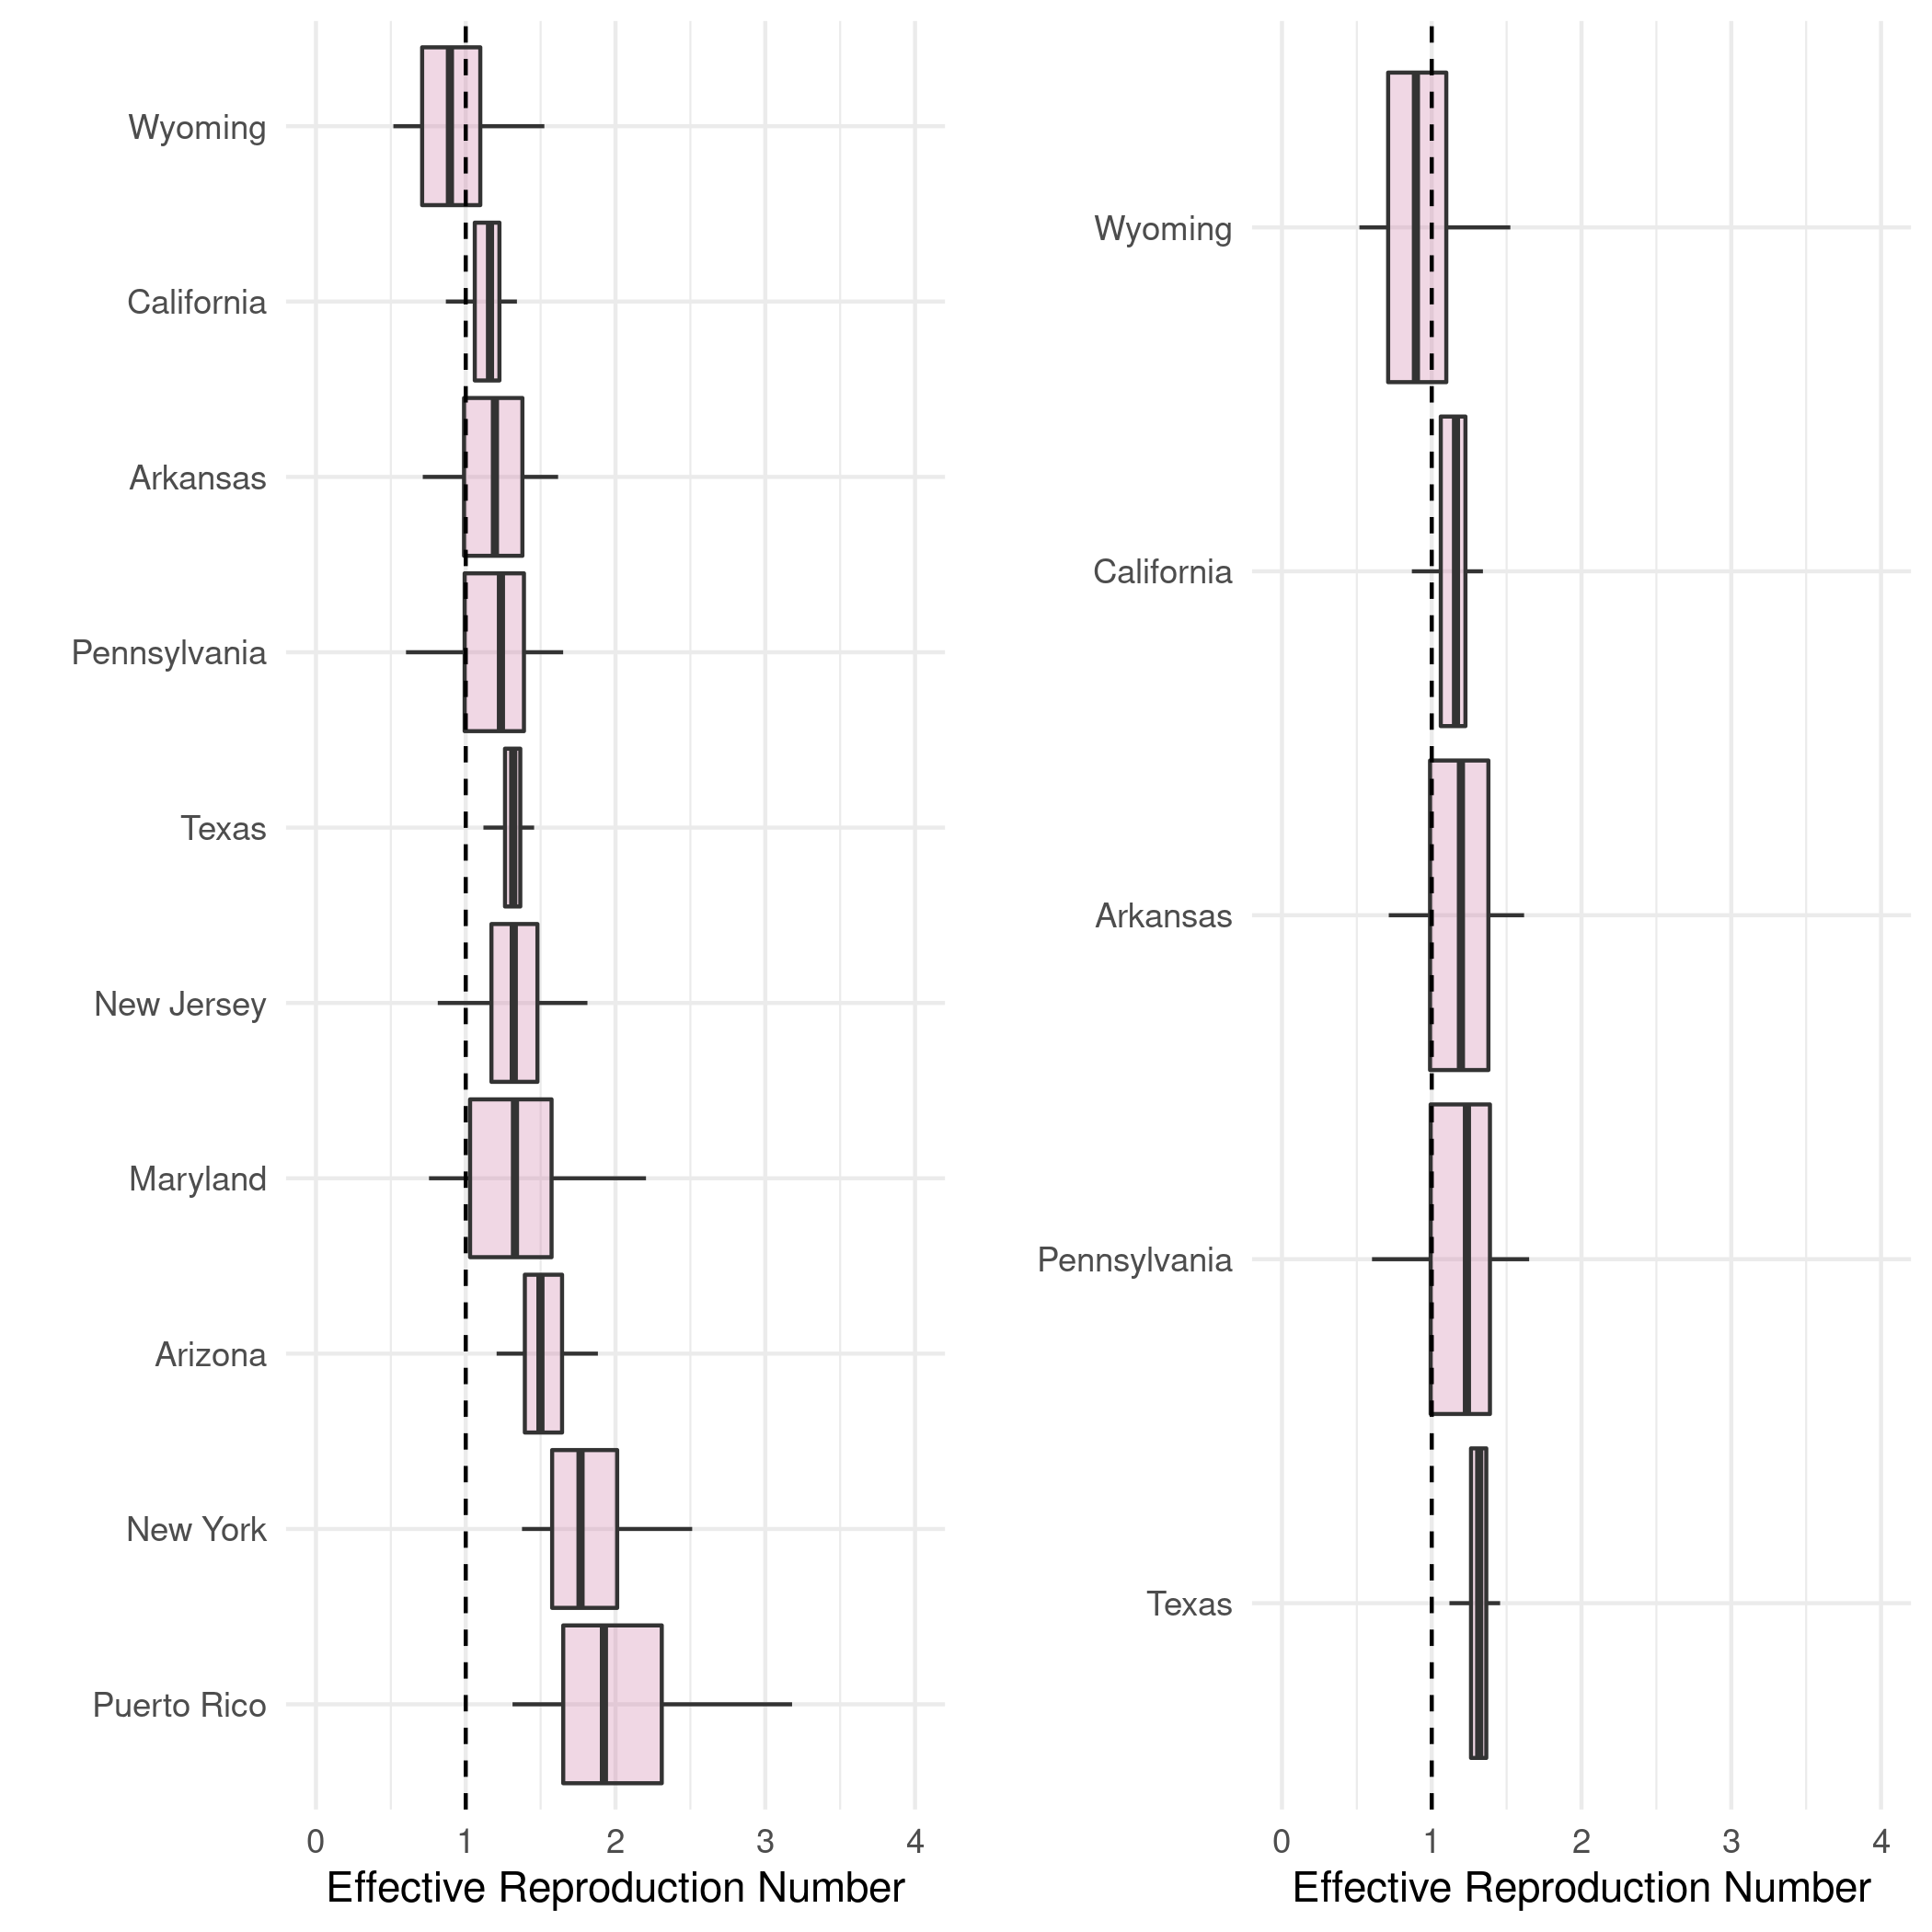 Wyoming
California
Arkansas
Pennsylvania
Texas
New Jersey
Maryland
Arizona
New York
Puerto Rico
0 1 2 3 4
Effective Reproduction Number
Wyoming
California
Arkansas
Pennsylvania
Texas
0 1 2 3 4
Effective Reproduction Number